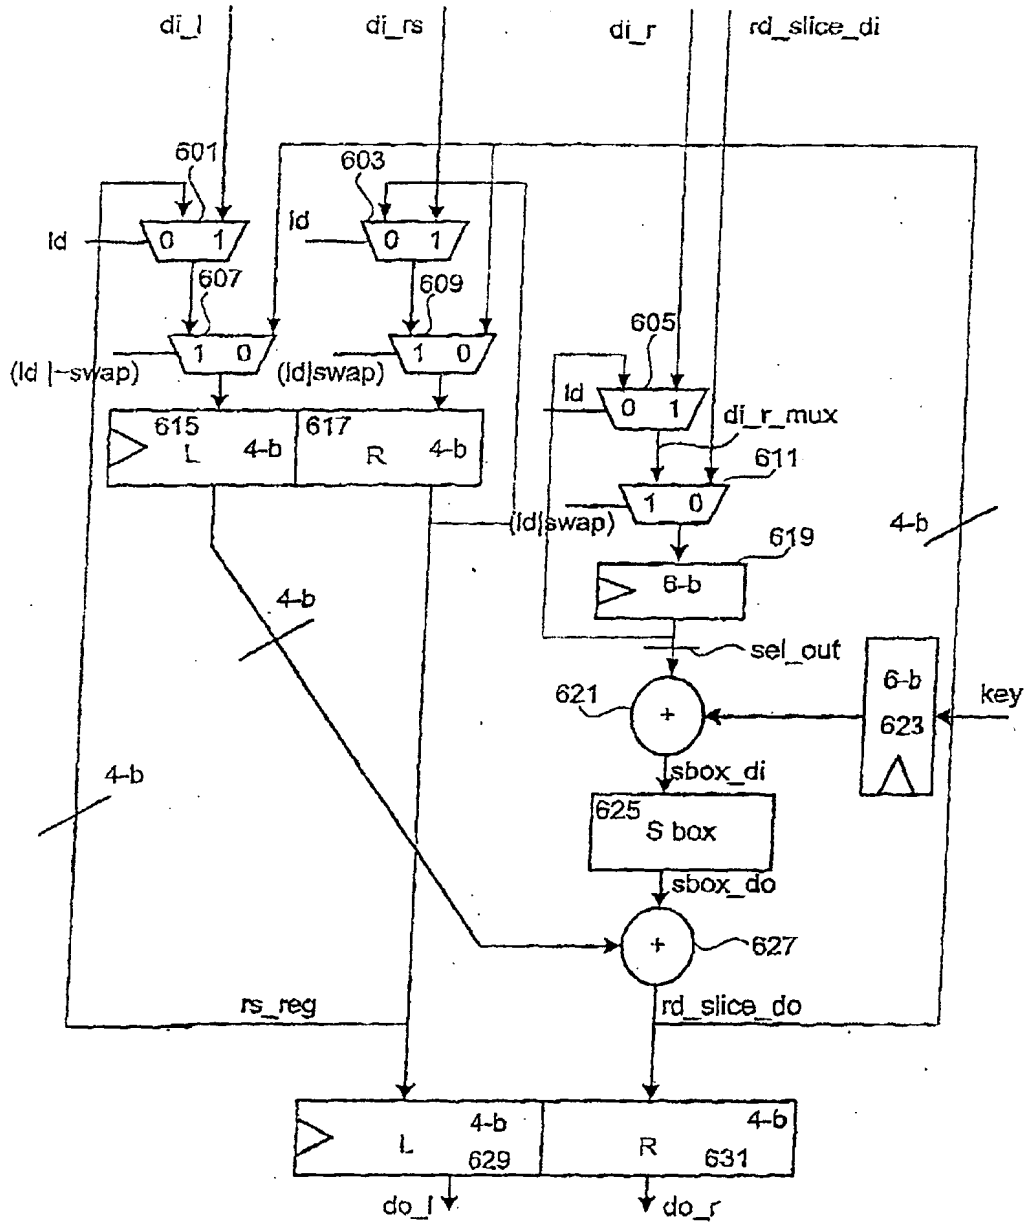 di_l di_rs di_r rd_slice_di
601 603
ld 0 1 ld 0 1
607 609
605
1 0 1 0
(ld |~swap) (ld|swap)
ld 0 1
di_r_mux
615 617
L 4-b R 4-b
611
1 0
(ld|swap) 4-b
619
6-b
4-b
sel_out
6-b
621 + key
623
sbox_di
4-b
625
S box
sbox_do
+ 627
rs_reg rd_slice_do
4-b 4-b
L R
629 631
do_l do_r